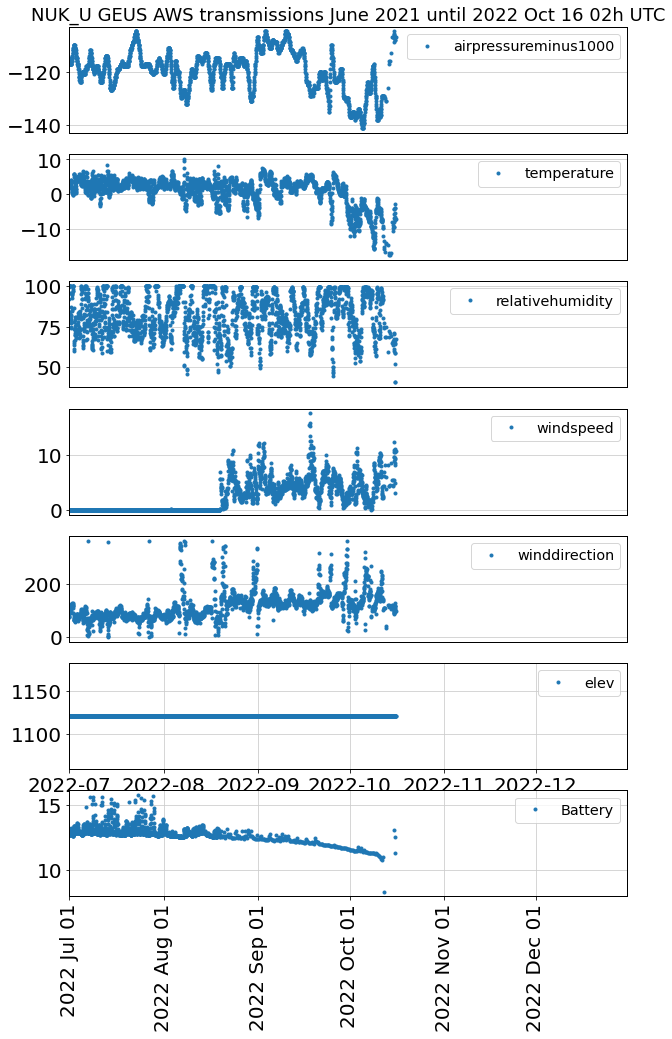 NUK_U GEUS AWS transmissions June 2021 until 2022 Oct 16 02h UTC
airpressureminus1000
−120
−140
temperature
10
0
−10
relativehumidity
100
75
50
windspeed
10
0
winddirection
200
0
elev
1150
1100
2022-07 2022-08 2022-09 2022-10 2022-11 2022-12
Battery
15
10
2022 Jul 01
2022 Aug 01
2022 Sep 01
2022 Oct 01
2022 Nov 01
2022 Dec 01